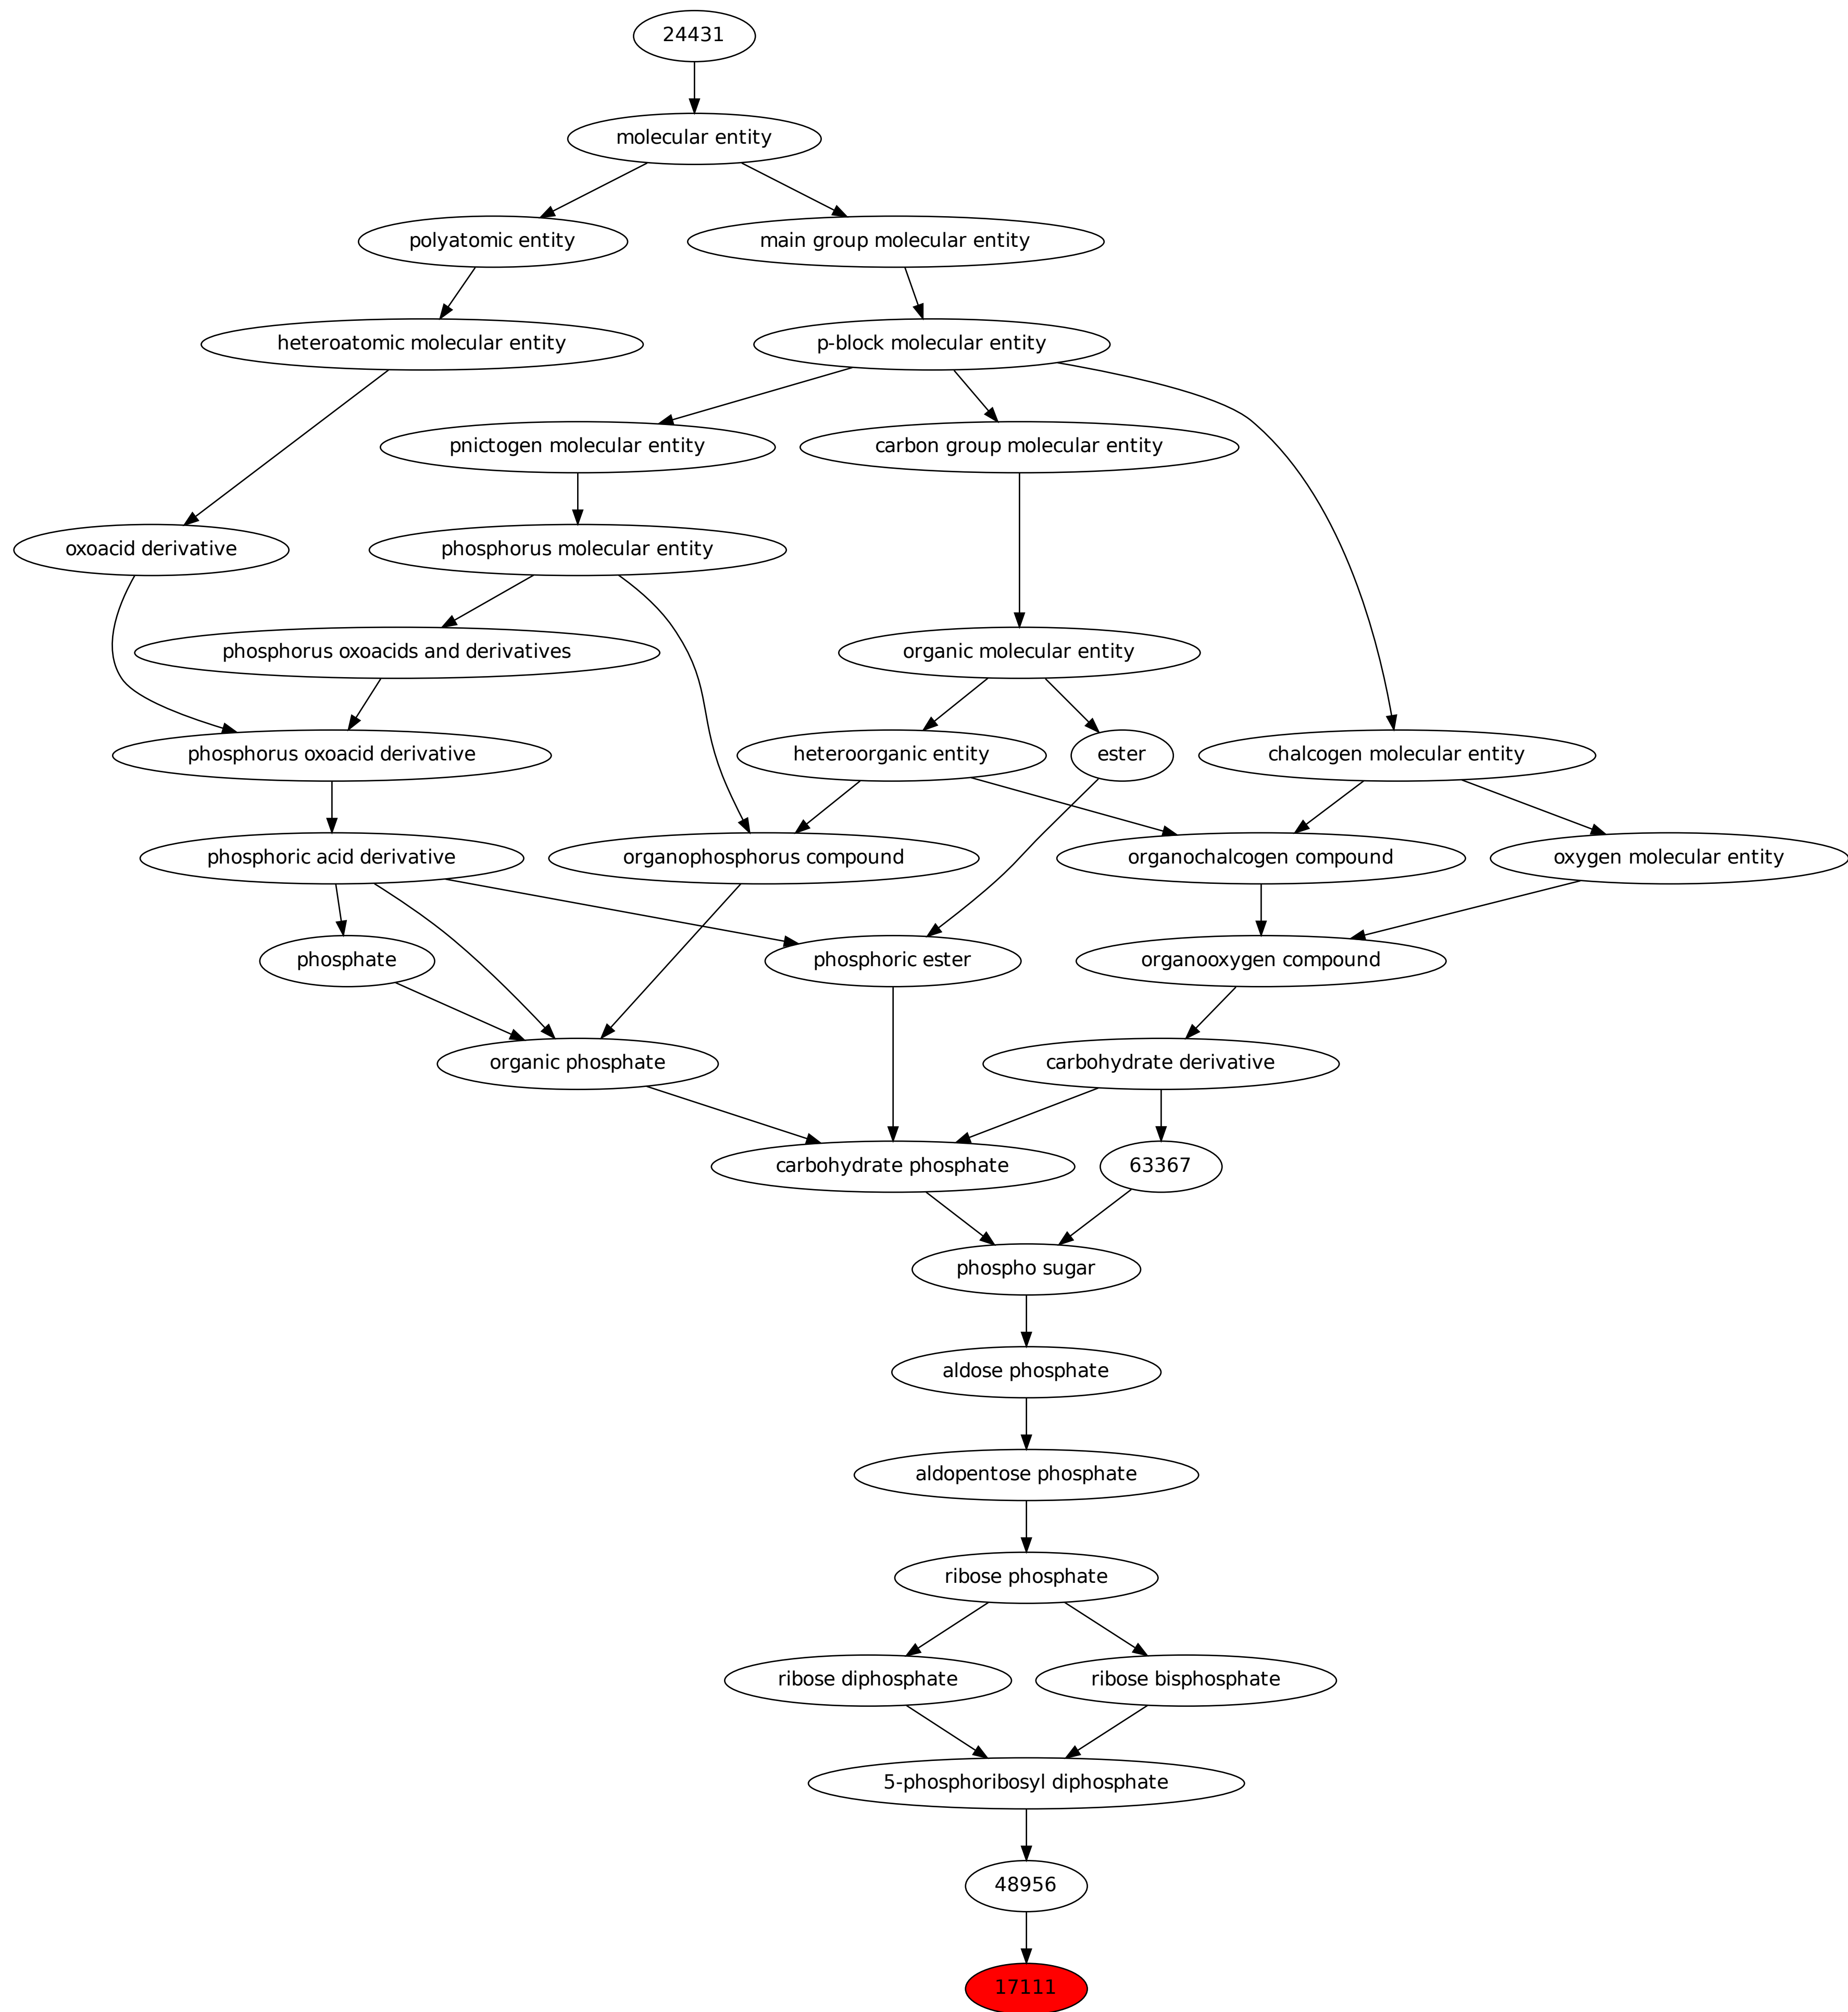 24431
molecular entity
polyatomic entity
main group molecular entity
heteroatomic molecular entity
p-block molecular entity
pnictogen molecular entity
carbon group molecular entity
oxoacid derivative
phosphorus molecular entity
phosphorus oxoacids and derivatives
organic molecular entity
phosphorus oxoacid derivative
heteroorganic entity
ester
chalcogen molecular entity
phosphoric acid derivative
organophosphorus compound
organochalcogen compound
oxygen molecular entity
phosphate
phosphoric ester
organooxygen compound
organic phosphate
carbohydrate derivative
carbohydrate phosphate
63367
phospho sugar
aldose phosphate
aldopentose phosphate
ribose phosphate
ribose diphosphate
ribose bisphosphate
5-phosphoribosyl diphosphate
48956
17111